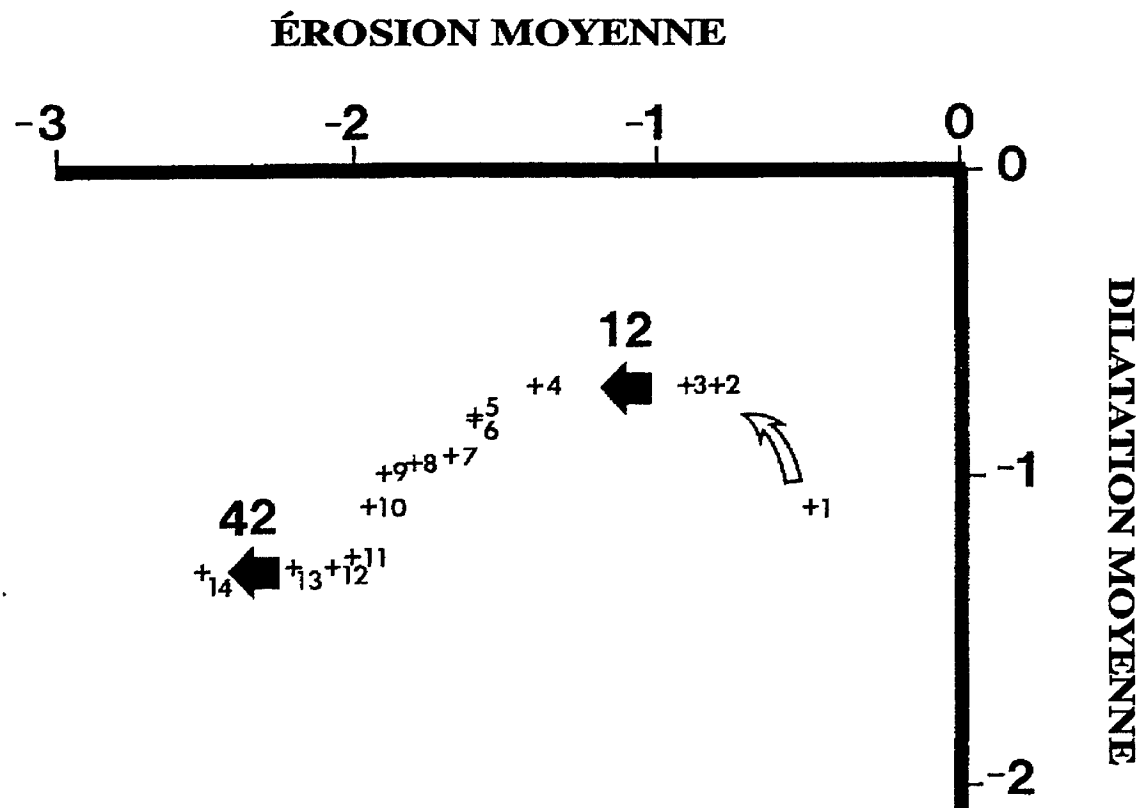 ÉROSION MOYENNE
-3 -2 -1 0
0
12
+4 +3+2
+5
+6
+9+8+7
-1
+10 +1
42
+11
+14 +13 +12
-2
DILATATION MOYENNE